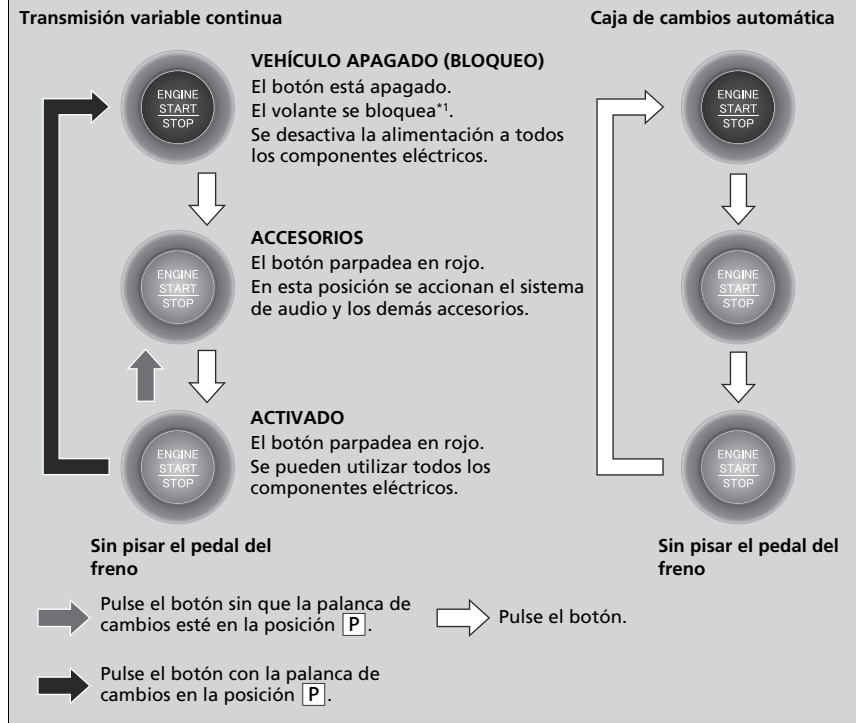 Transmisión variable continua
Caja de cambios automática
ENGINE
START
STOP
VEHÍCULO APAGADO (BLOQUEO)
El botón está apagado.
El volante se bloquea*1.
Se desactiva la alimentación a todos
los componentes eléctricos.
ENGINE
START
STOP
ENGINE
START
STOP
ACCESORIOS
El botón parpadea en rojo.
En esta posición se accionan el sistema
de audio y los demás accesorios.
ENGINE
START
STOP
ENGINE
START
STOP
ACTIVADO
El botón parpadea en rojo.
Se pueden utilizar todos los
componentes eléctricos.
ENGINE
START
STOP
Sin pisar el pedal del
freno
Sin pisar el pedal del
freno
Pulse el botón sin que la palanca de
cambios esté en la posición P.
Pulse el botón.
Pulse el botón con la palanca de
cambios en la posición P.